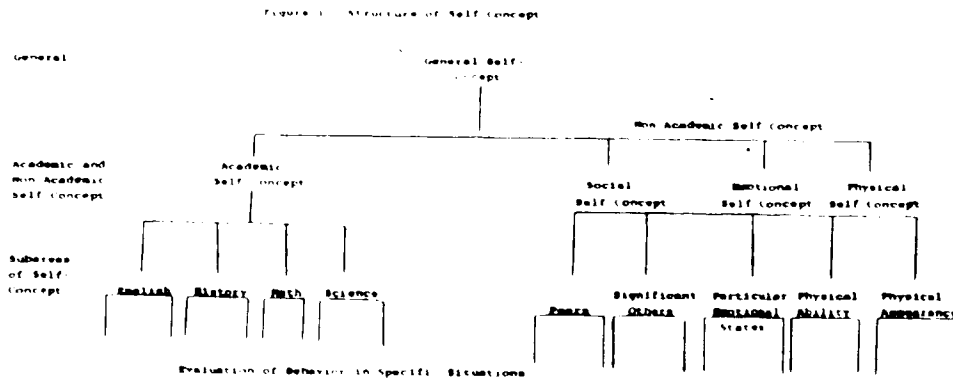 Figure 1 Structure of Self Concept
General
General Self-
Concept
Non Academic Self Concept
Academic and
Non Academic
Self Concept
Academic
Self Concept
Social
Self Concept
Emotional
Self Concept
Physical
Self Concept
Subareas
of Self-
Concept
English
History
Math
Science
Peers
Significant
Others
Particular
Emotional
States
Physical
Ability
Physical
Appearance
Evaluation of Behavior in Specific Situations